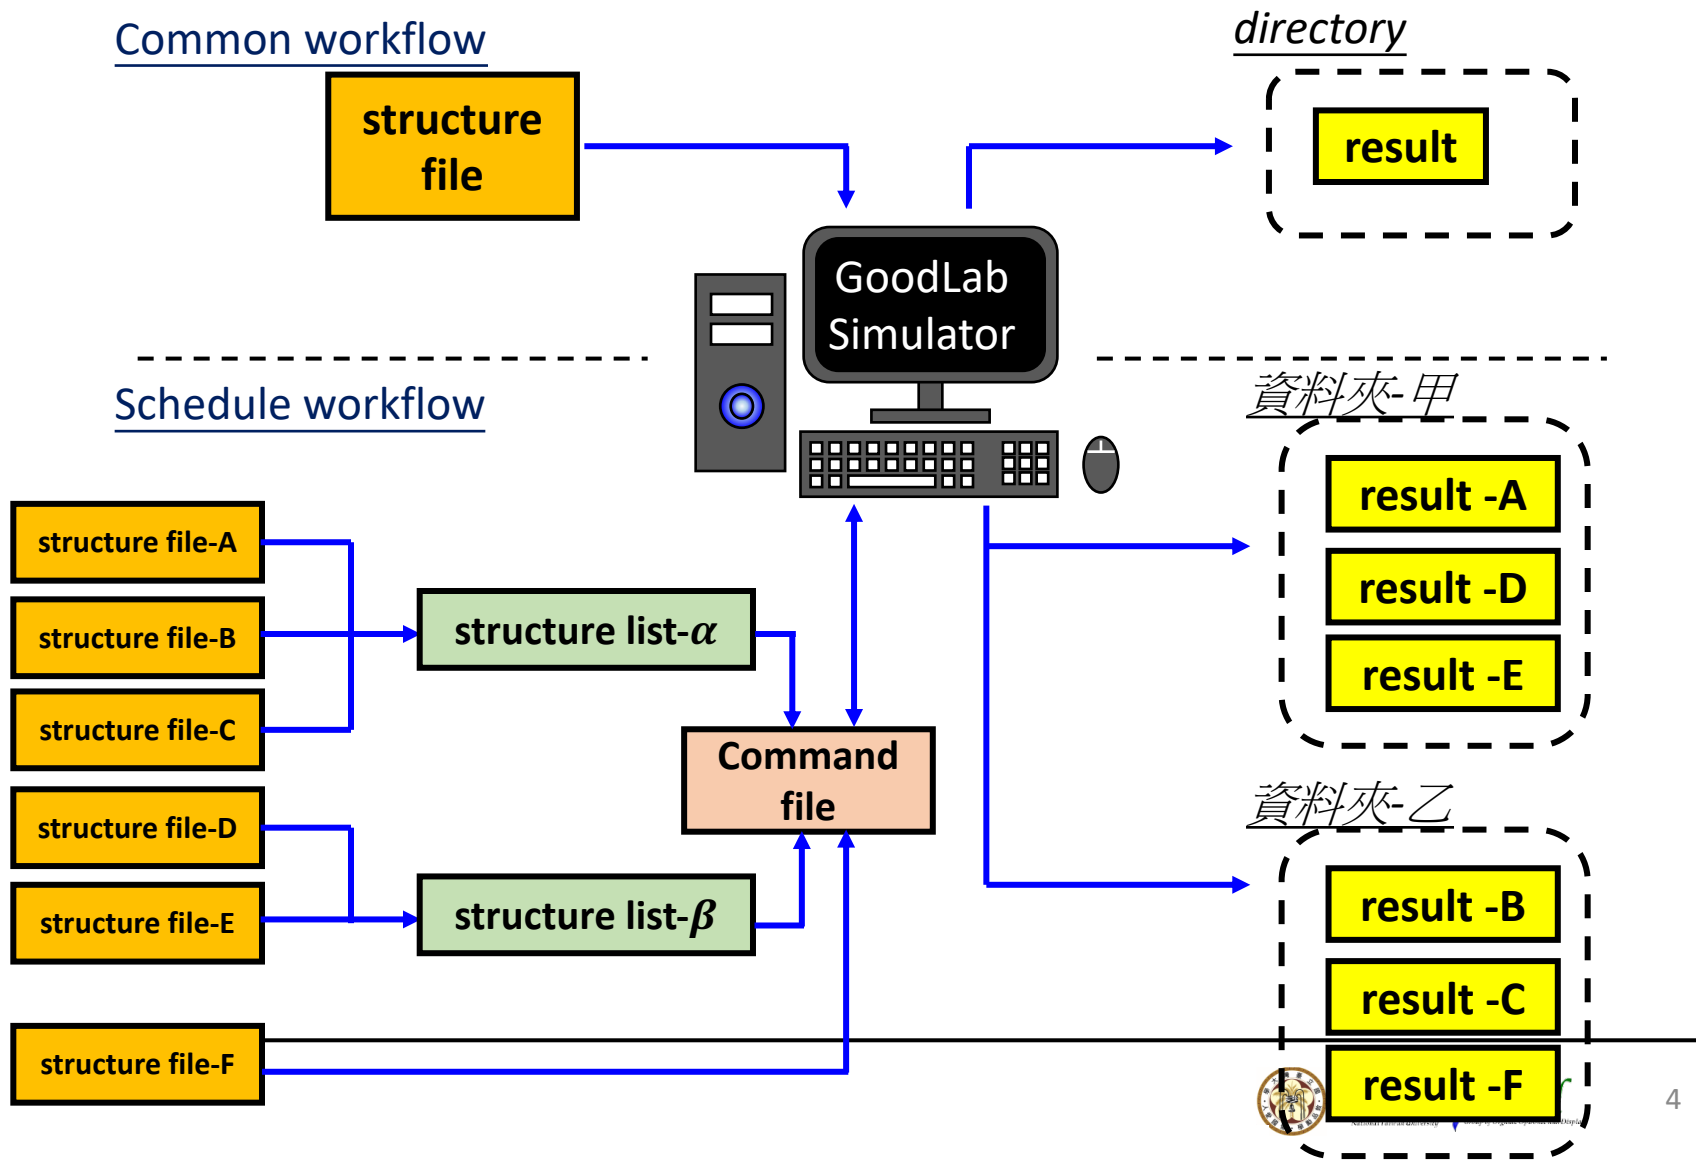 Common workflow
directory
structure
file
result
GoodLab
Simulator
Schedule workflow
資料夾-甲
result -A
result -D
result -E
structure file-A
structure file-B
structure file-C
structure list-α
Command
file
structure file-D
structure file-E
structure list-β
structure file-F
資料夾-乙
result -B
result -C
result -F
4